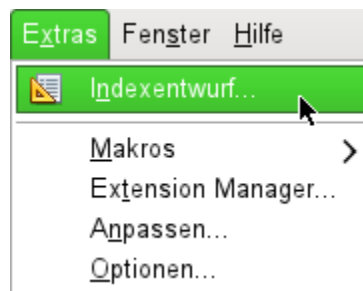 Extras Fenster Hilfe
Indexentwurf...
Makros
Extension Manager...
Anpassen...
Optionen...